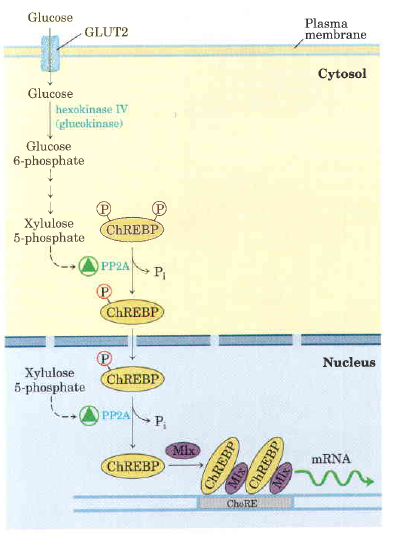 Glucose
GLUT2
Plasma
membrane
Cytosol
Glucose
hexokinase IV
(glucokinase)
Glucose
6-phosphate
Xylulose
5-phosphate
P
P
ChREBP
PP2A
Pi
P
ChREBP
Nucleus
P
ChREBP
Xylulose
5-phosphate
PP2A
Pi
Mlx
ChREBP
ChREBP
Mlx
ChREBP
Mlx
mRNA
ChoRE